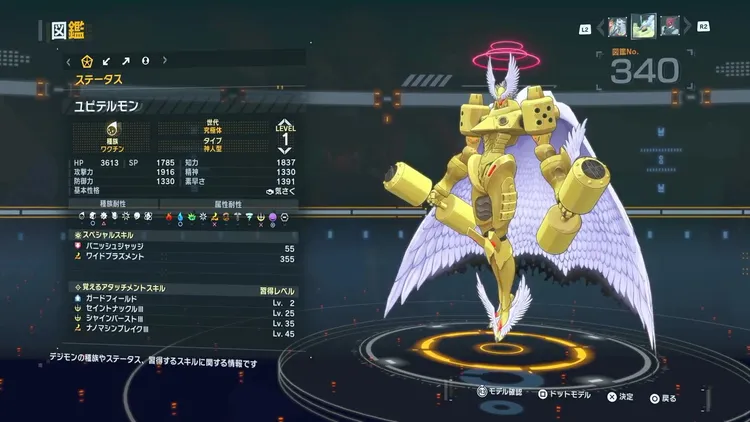 図鑑
L2
R2
図鑑No.
340
ステータス
ユピテルモン
種族
ワクチン
世代
究極体
タイプ
神人型
LEVEL
1
HP 3613 SP 1785 知力 1837
攻撃力 1916 精神 1330
防御力 1330 素早さ 1391
基本性格 気さく
種族耐性 属性耐性
スペシャルスキル
パニッシュジャッジ 55
ワイドプラズメント 355
覚えるアタッチメントスキル 習得レベル
ガードフィールド Lv. 2
セイントナックルIII Lv. 25
シャインバーストIII Lv. 35
ナノマシンブレイクIII Lv. 45
デジモンの種族やステータス、習得するスキルに関する情報です
R3 モデル確認 ドットモデル 決定 戻る